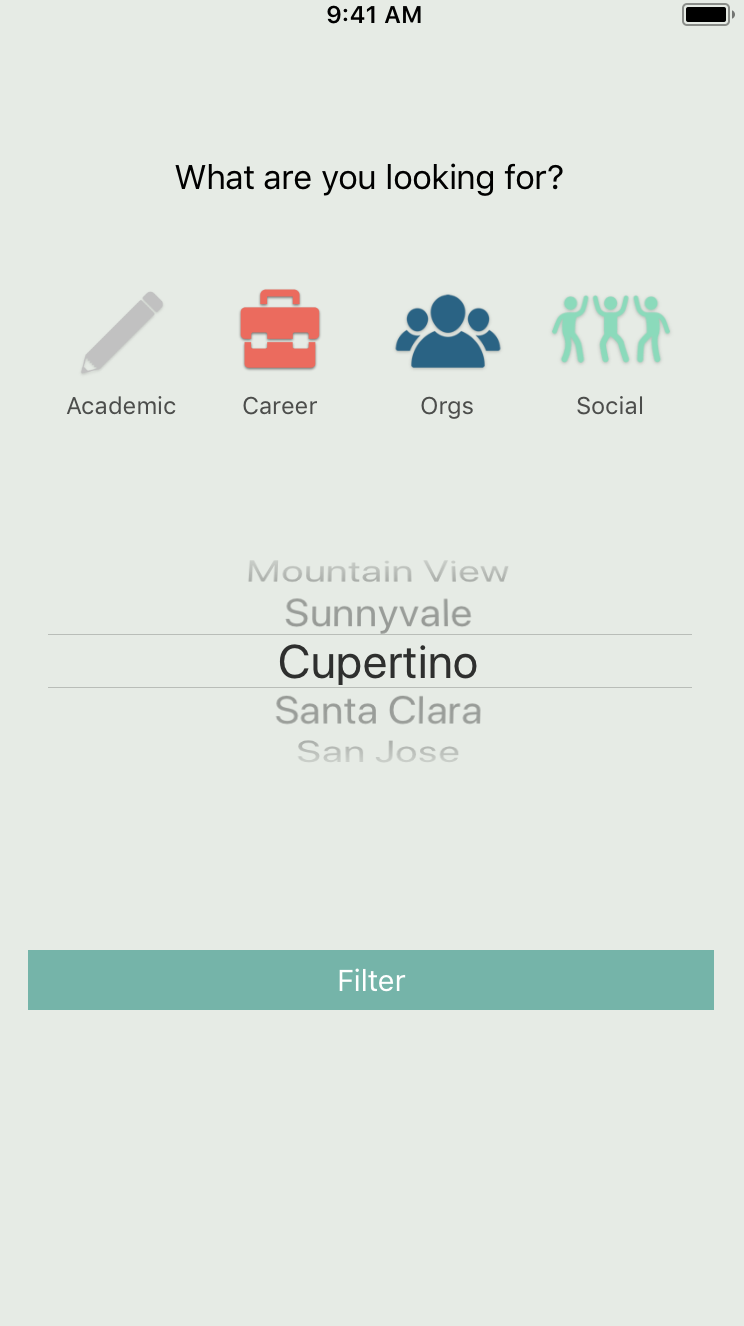 9:41 AM
What are you looking for?
Academic Career Orgs Social
Mountain View
Sunnyvale
Cupertino
Santa Clara
San Jose
Filter